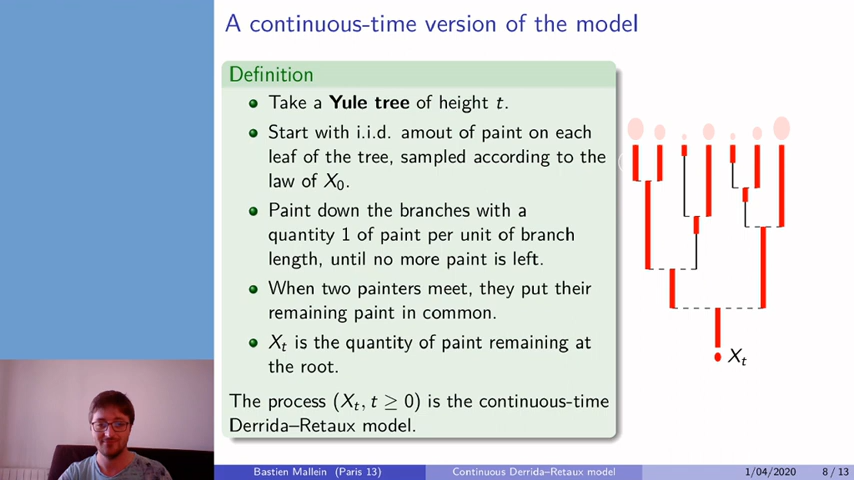 A continuous-time version of the model
Definition
Take a Yule tree of height t.
Start with i.i.d. amout of paint on each
leaf of the tree, sampled according to the
law of X₀.
Paint down the branches with a
quantity 1 of paint per unit of branch
length, until no more paint is left.
When two painters meet, they put their
remaining paint in common.
Xₜ is the quantity of paint remaining at
the root.
The process (Xₜ, t ≥ 0) is the continuous-time
Derrida–Retaux model.
Xₜ
Bastien Mallein (Paris 13) Continuous Derrida–Retaux model 1/04/2020 8 / 13